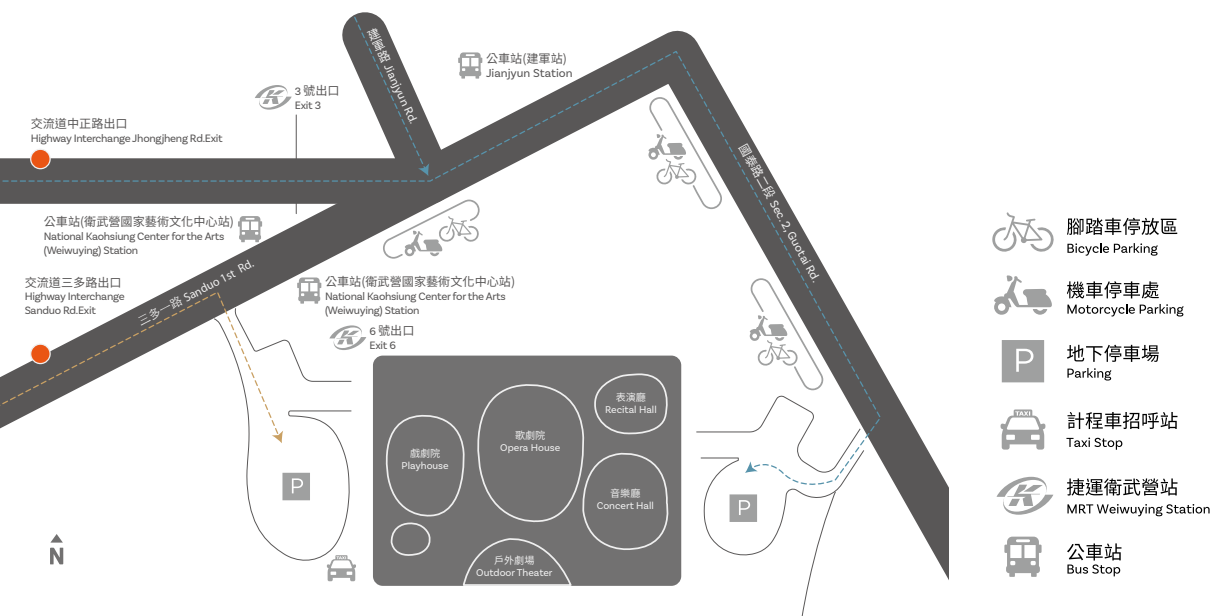 建軍路 Jianjyun Rd.
公車站(建軍站)
Jianjyun Station
3 號出口
Exit 3
交流道中正路出口
Highway Interchange Jhongjheng Rd.Exit
國泰路二段 Sec. 2, Guotai Rd.
公車站(衛武營國家藝術文化中心站)
National Kaohsiung Center for the Arts
(Weiwuying) Station
三多一路 Sanduo 1st Rd.
交流道三多路出口
Highway Interchange
Sanduo Rd.Exit
公車站(衛武營國家藝術文化中心站)
National Kaohsiung Center for the Arts
(Weiwuying) Station
6 號出口
Exit 6
表演廳
Recital Hall
歌劇院
Opera House
戲劇院
Playhouse
音樂廳
Concert Hall
戶外劇場
Outdoor Theater
P
P
TAXI
N
腳踏車停放區
Bicycle Parking
機車停車處
Motorcycle Parking
P
地下停車場
Parking
TAXI
計程車招呼站
Taxi Stop
捷運衛武營站
MRT Weiwuying Station
公車站
Bus Stop